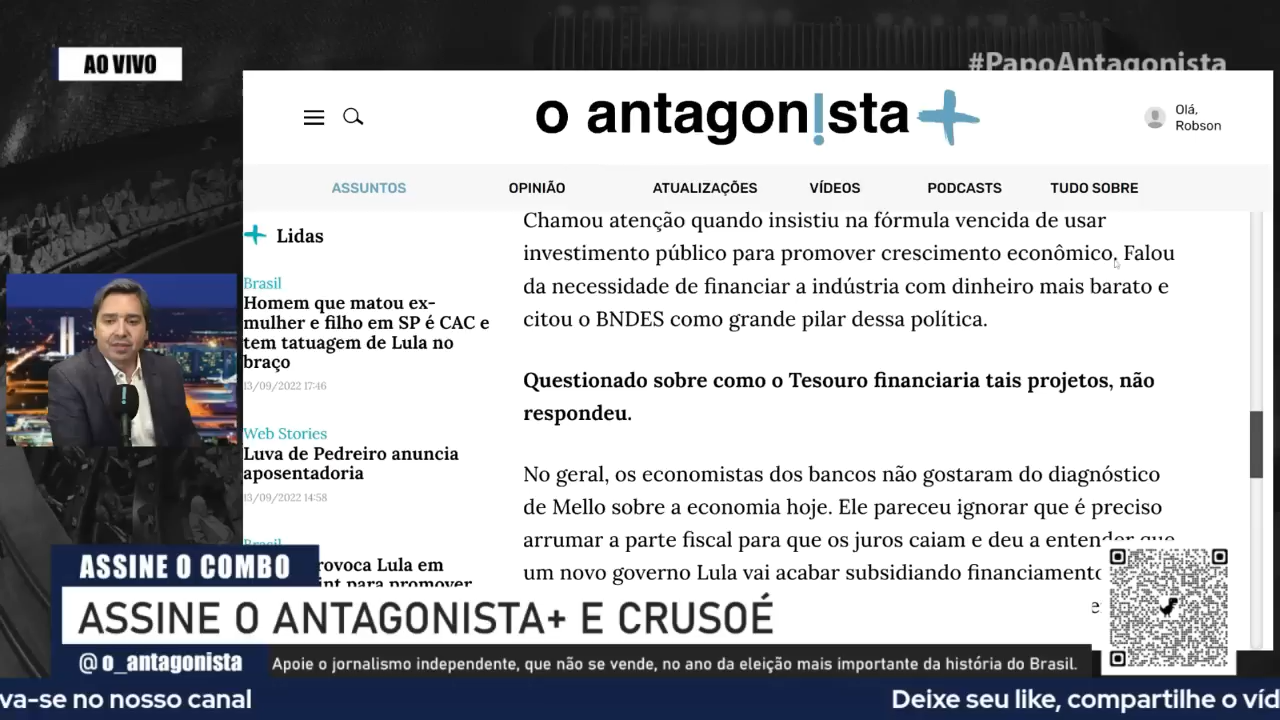 AO VIVO
#PapoAntagonista
o antagon!sta+
Olá,
Robson
ASSUNTOS OPINIÃO ATUALIZAÇÕES VÍDEOS PODCASTS TUDO SOBRE
Lidas
Brasil
Homem que matou ex-
mulher e filho em SP é CAC e
tem tatuagem de Lula no
braço
13/09/2022 17:46
Web Stories
Luva de Pedreiro anuncia
aposentadoria
13/09/2022 14:58
Brasil
rovoca Lula em
int para promover
Chamou atenção quando insistiu na fórmula vencida de usar
investimento público para promover crescimento econômico. Falou
da necessidade de financiar a indústria com dinheiro mais barato e
citou o BNDES como grande pilar dessa política.
Questionado sobre como o Tesouro financiaria tais projetos, não
respondeu.
No geral, os economistas dos bancos não gostaram do diagnóstico
de Mello sobre a economia hoje. Ele pareceu ignorar que é preciso
arrumar a parte fiscal para que os juros caiam e deu a entender que
um novo governo Lula vai acabar subsidiando financiamento
ASSINE O COMBO
ASSINE O ANTAGONISTA+ E CRUSOÉ
@o_antagonista
Apoie o jornalismo independente, que não se vende, no ano da eleição mais importante da história do Brasil.
va-se no nosso canal
Deixe seu like, compartilhe o víd